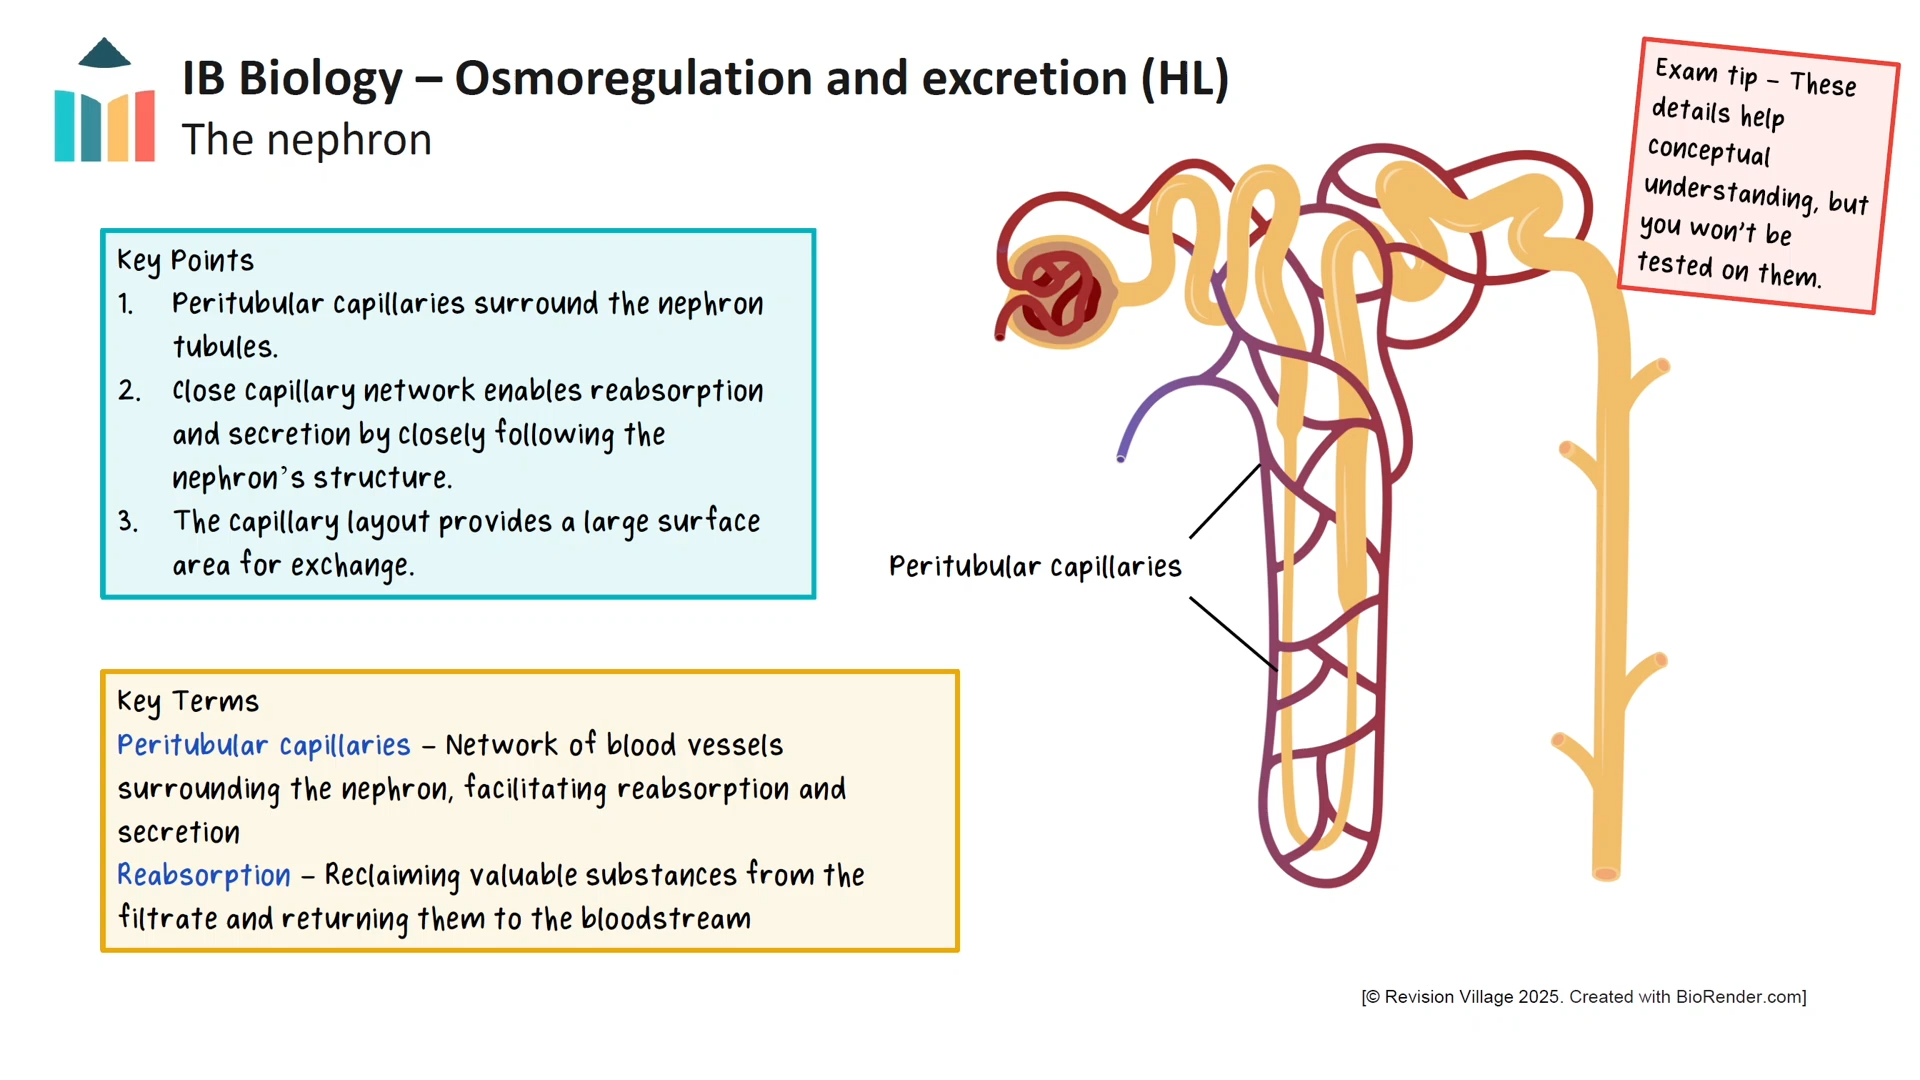 IB Biology – Osmoregulation and excretion (HL)
The nephron
Exam tip – These
details help
conceptual
understanding, but
you won't be
tested on them.
Key Points
1. Peritubular capillaries surround the nephron
tubules.
2. Close capillary network enables reabsorption
and secretion by closely following the
nephron's structure.
3. The capillary layout provides a large surface
area for exchange.
Peritubular capillaries
Key Terms
Peritubular capillaries – Network of blood vessels
surrounding the nephron, facilitating reabsorption and
secretion
Reabsorption – Reclaiming valuable substances from the
filtrate and returning them to the bloodstream
[© Revision Village 2025. Created with BioRender.com]